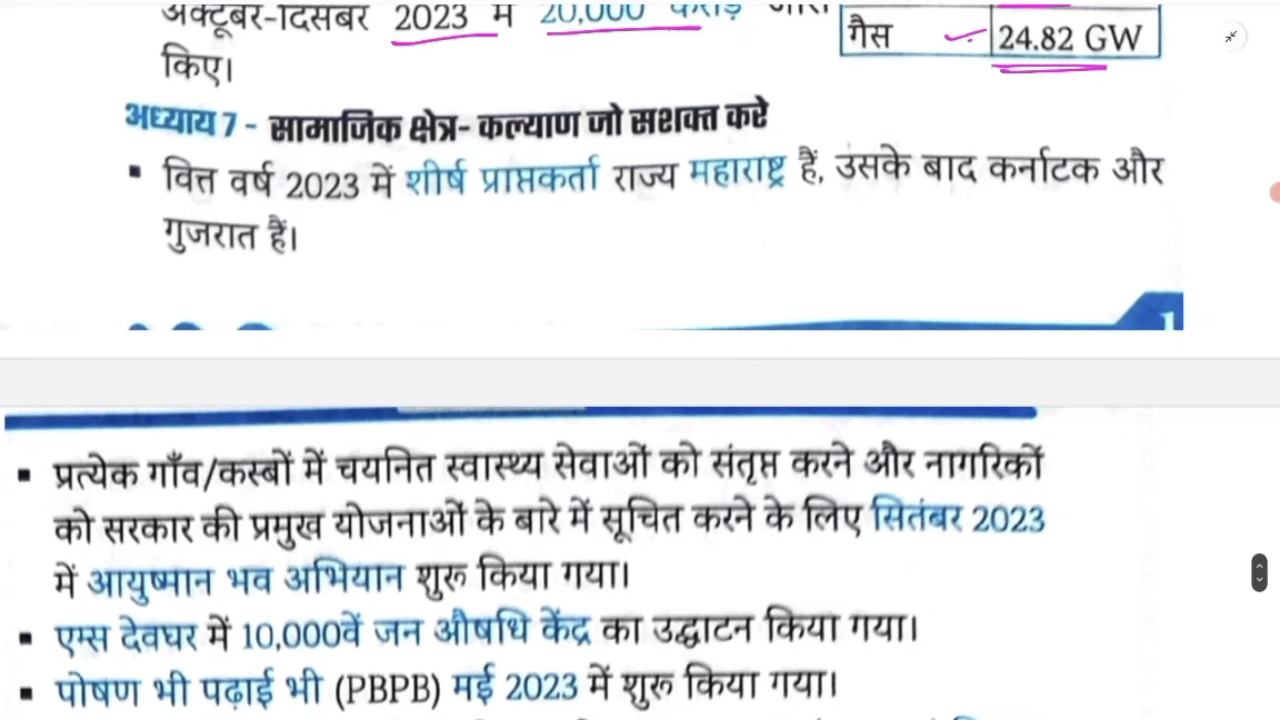 अक्टूबर-दिसंबर 2023 में 20,000 करोड़ जारी
किए।
गैस 24.82 GW
अध्याय 7 - सामाजिक क्षेत्र- कल्याण जो सशक्त करे
▪ वित्त वर्ष 2023 में शीर्ष प्राप्तकर्ता राज्य महाराष्ट्र हैं, उसके बाद कर्नाटक और
गुजरात हैं।
▪ प्रत्येक गाँव/कस्बों में चयनित स्वास्थ्य सेवाओं को संतृप्त करने और नागरिकों
को सरकार की प्रमुख योजनाओं के बारे में सूचित करने के लिए सितंबर 2023
में आयुष्मान भव अभियान शुरू किया गया।
▪ एम्स देवघर में 10,000वें जन औषधि केंद्र का उद्घाटन किया गया।
▪ पोषण भी पढ़ाई भी (PBPB) मई 2023 में शुरू किया गया।